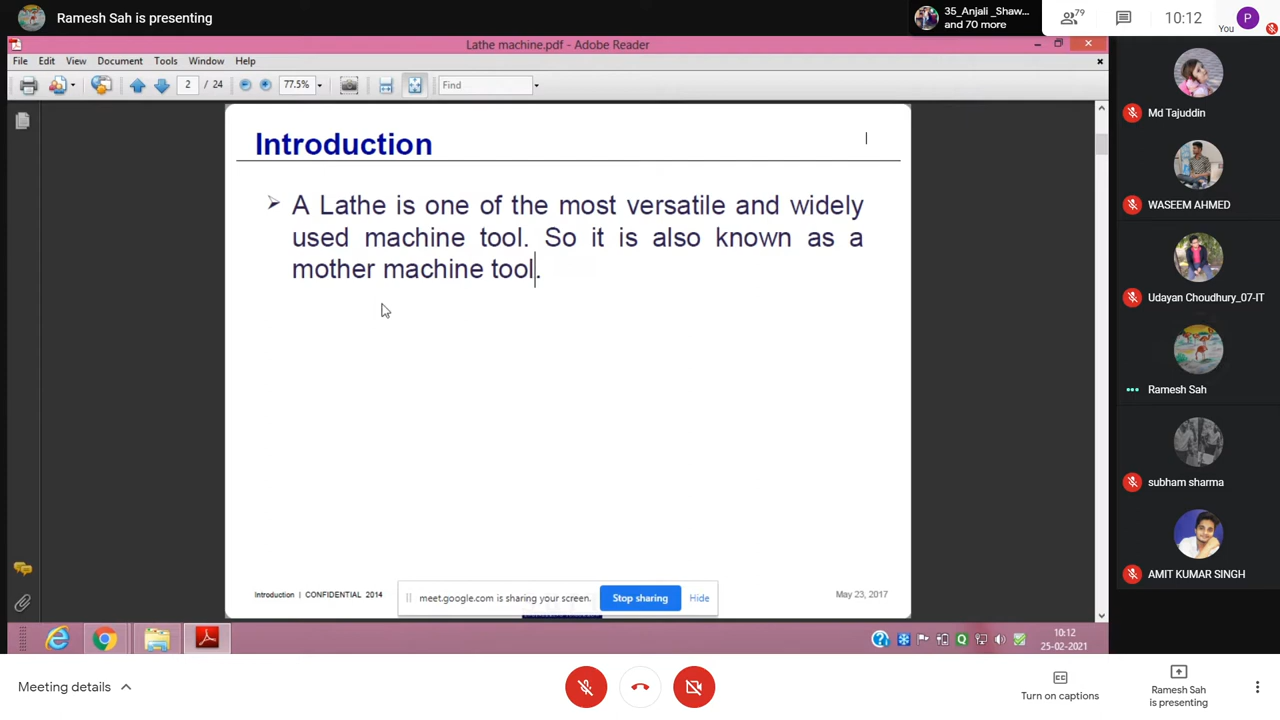 Ramesh Sah is presenting
35_Anjali _Shaw...
and 70 more
79
10:12
You
P
Lathe machine.pdf - Adobe Reader
File Edit View Document Tools Window Help
2 / 24 77.5% Find
Introduction
A Lathe is one of the most versatile and widely
used machine tool. So it is also known as a
mother machine tool.
Introduction | CONFIDENTIAL 2014
meet.google.com is sharing your screen. Stop sharing Hide
May 23, 2017
Md Tajuddin
WASEEM AHMED
Udayan Choudhury_07-IT
Ramesh Sah
subham sharma
AMIT KUMAR SINGH
10:12
25-02-2021
Meeting details
Turn on captions
Ramesh Sah
is presenting